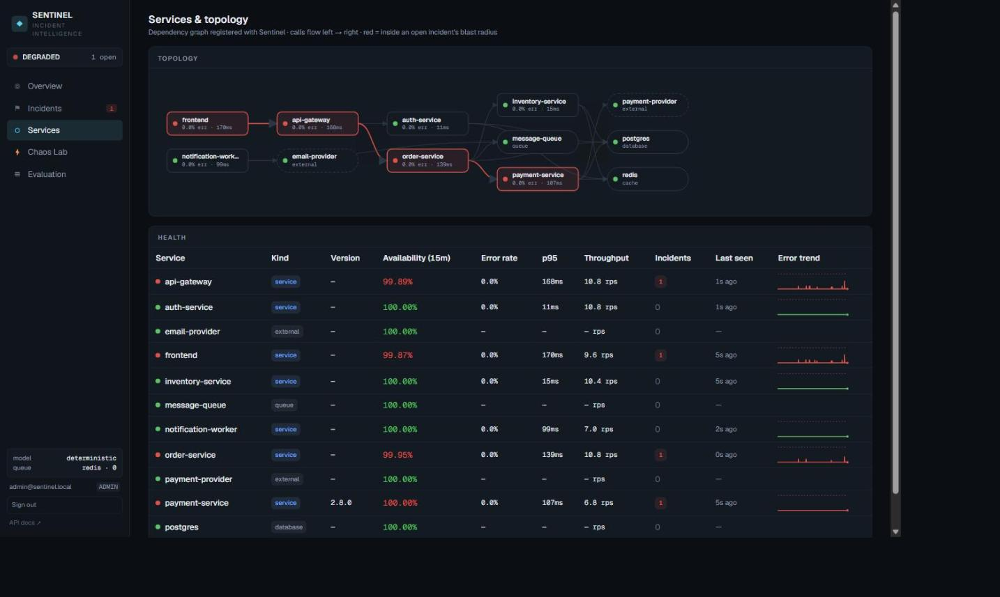 SENTINEL
INCIDENT
INTELLIGENCE
DEGRADED 1 open
Overview
Incidents 1
Services
Chaos Lab
Evaluation
model deterministic
queue redis · 0
admin@sentinel.local ADMIN
Sign out
API docs ↗
Services & topology
Dependency graph registered with Sentinel · calls flow left → right · red = inside an open incident's blast radius
TOPOLOGY
frontend
0.0% err · 170ms
api-gateway
0.0% err · 168ms
auth-service
0.0% err · 11ms
inventory-service
0.0% err · 15ms
payment-provider
external
message-queue
queue
postgres
database
notification-work…
0.0% err · 99ms
email-provider
external
order-service
0.0% err · 139ms
payment-service
0.0% err · 107ms
redis
cache
HEALTH
Service Kind Version Availability (15m) Error rate p95 Throughput Incidents Last seen Error trend
api-gateway service — 99.89% 0.0% 168ms 10.8 rps 1 1s ago
auth-service service — 100.00% 0.0% 11ms 10.8 rps 0 1s ago
email-provider external — 100.00% — — — rps 0 —
frontend service — 99.87% 0.0% 170ms 9.6 rps 1 5s ago
inventory-service service — 100.00% 0.0% 15ms 10.4 rps 0 5s ago
message-queue queue — 100.00% — — — rps 0 —
notification-worker service — 100.00% 0.0% 99ms 7.0 rps 0 2s ago
order-service service — 99.95% 0.0% 139ms 10.8 rps 1 0s ago
payment-provider external — 100.00% — — — rps 0 —
payment-service service 2.8.0 100.00% 0.0% 107ms 6.8 rps 1 5s ago
postgres database — 100.00% — — — rps 0 —